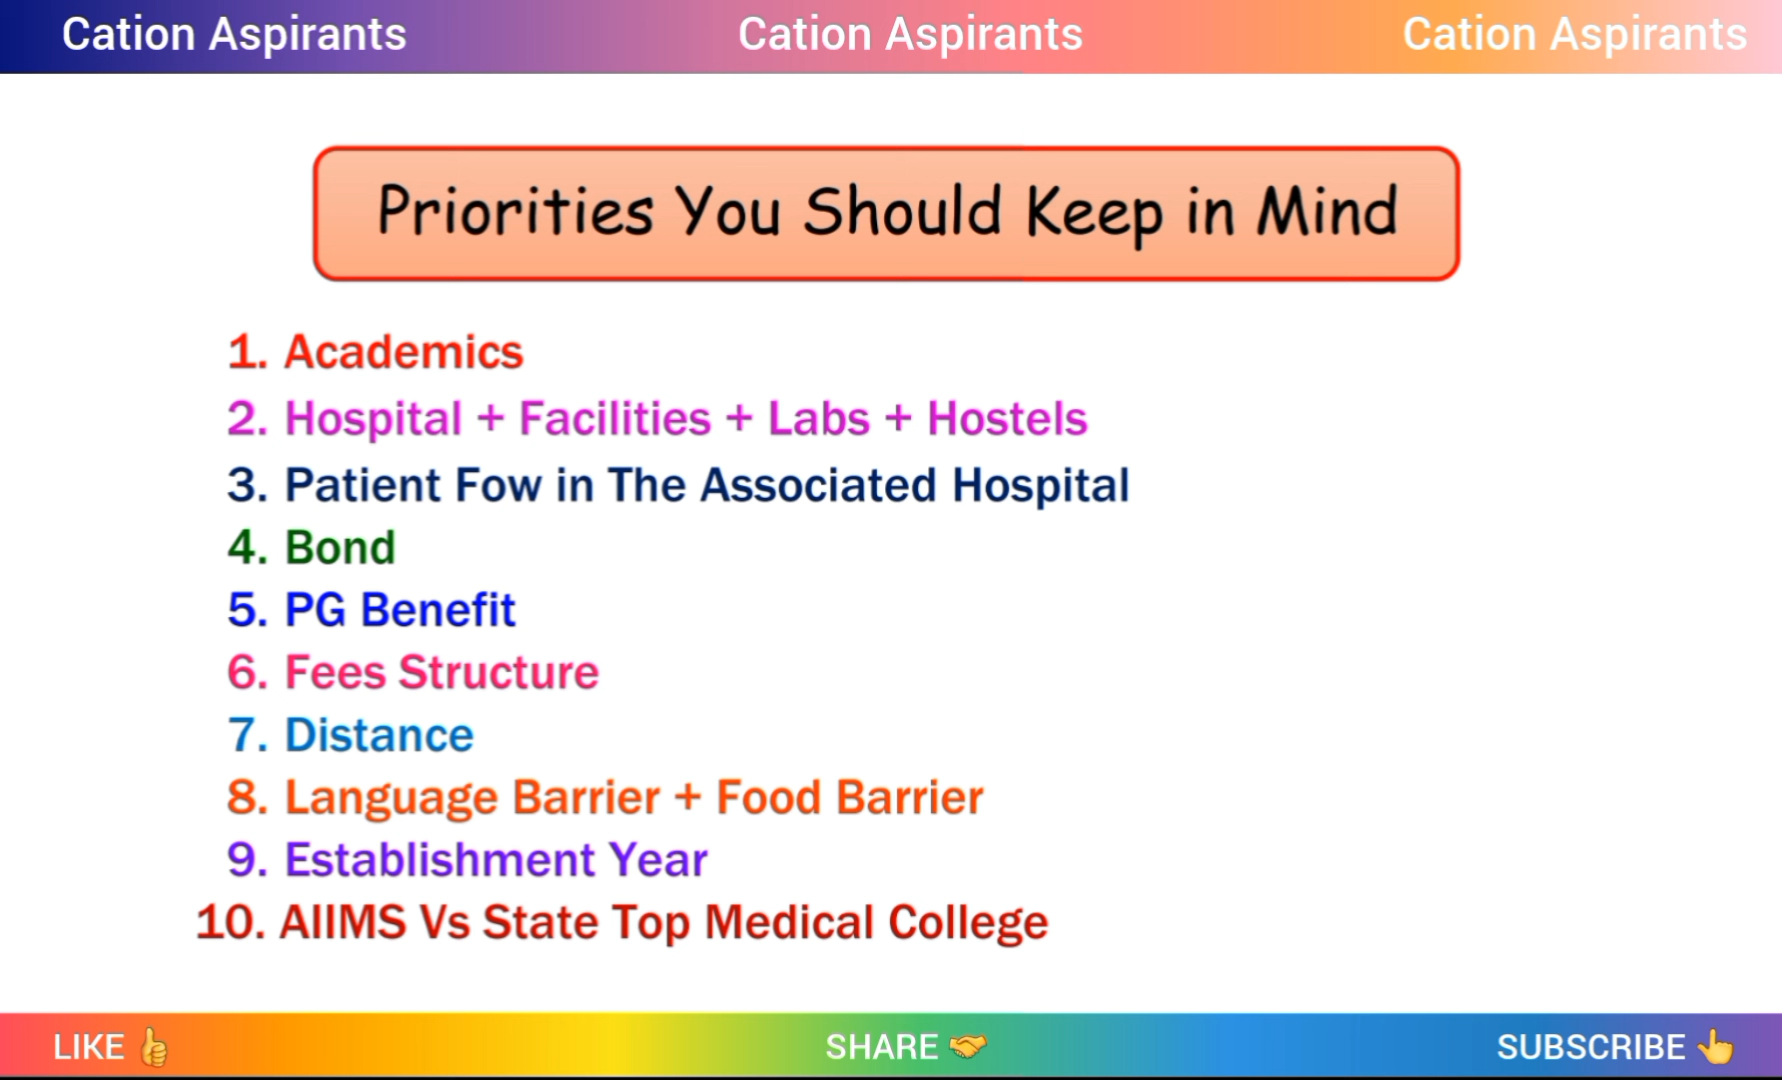 Cation Aspirants Cation Aspirants Cation Aspirants
Priorities You Should Keep in Mind
1. Academics
2. Hospital + Facilities + Labs + Hostels
3. Patient Fow in The Associated Hospital
4. Bond
5. PG Benefit
6. Fees Structure
7. Distance
8. Language Barrier + Food Barrier
9. Establishment Year
10. AIIMS Vs State Top Medical College
LIKE 👍 SHARE 🤝 SUBSCRIBE 👆